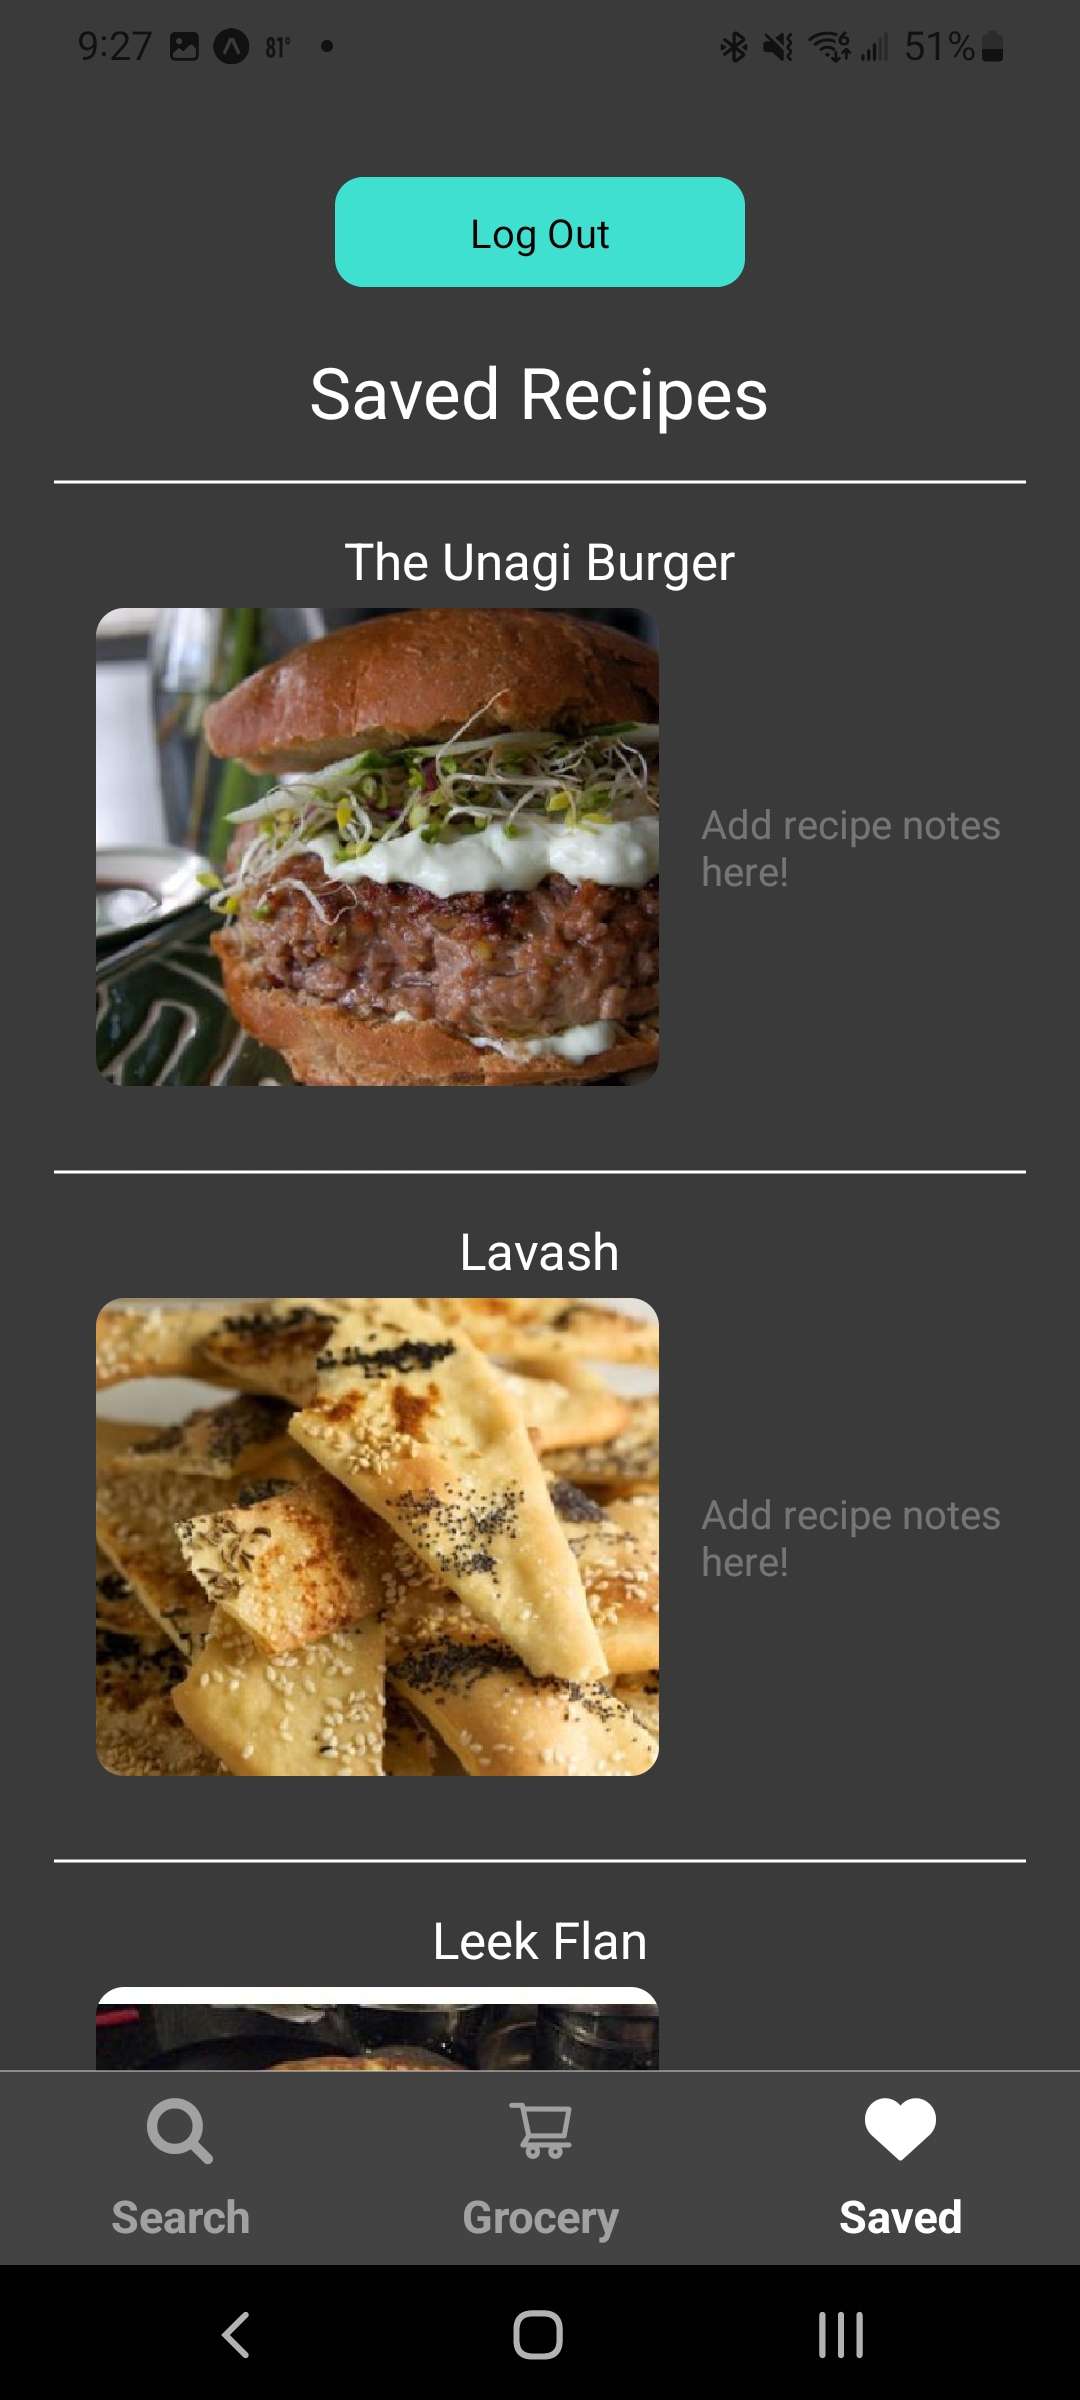 9:27 81° 51%
Log Out
Saved Recipes
The Unagi Burger
Add recipe notes
here!
Lavash
Add recipe notes
here!
Leek Flan
Search Grocery Saved